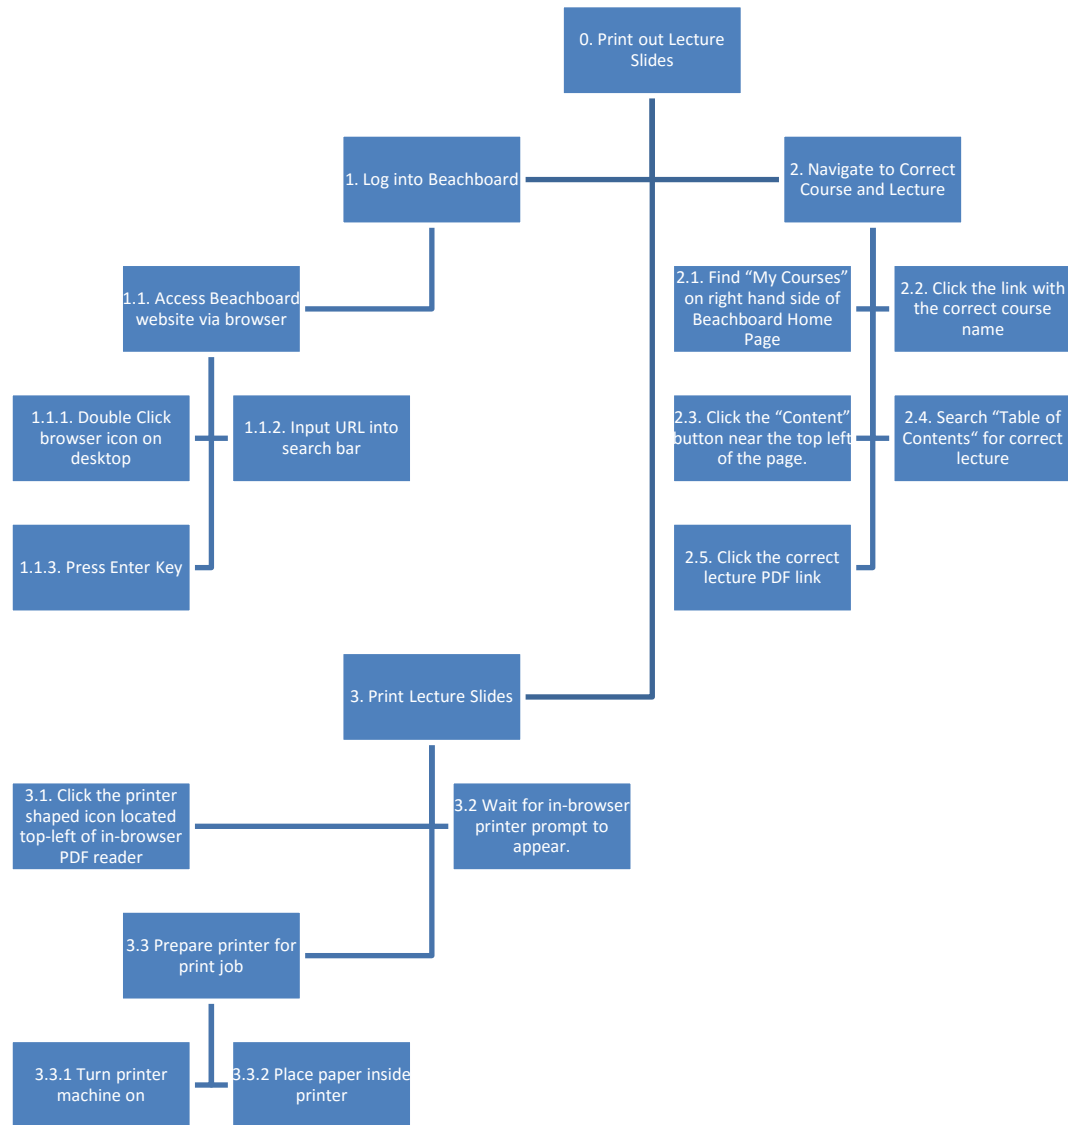 0. Print out Lecture
Slides
1. Log into Beachboard
2. Navigate to Correct
Course and Lecture
1.1. Access Beachboard
website via browser
2.1. Find “My Courses”
on right hand side of
Beachboard Home
Page
2.2. Click the link with
the correct course
name
1.1.1. Double Click
browser icon on
desktop
1.1.2. Input URL into
search bar
2.3. Click the “Content”
button near the top left
of the page.
2.4. Search “Table of
Contents“ for correct
lecture
1.1.3. Press Enter Key
2.5. Click the correct
lecture PDF link
3. Print Lecture Slides
3.1. Click the printer
shaped icon located
top-left of in-browser
PDF reader
3.2 Wait for in-browser
printer prompt to
appear.
3.3 Prepare printer for
print job
3.3.1 Turn printer
machine on
3.3.2 Place paper inside
printer